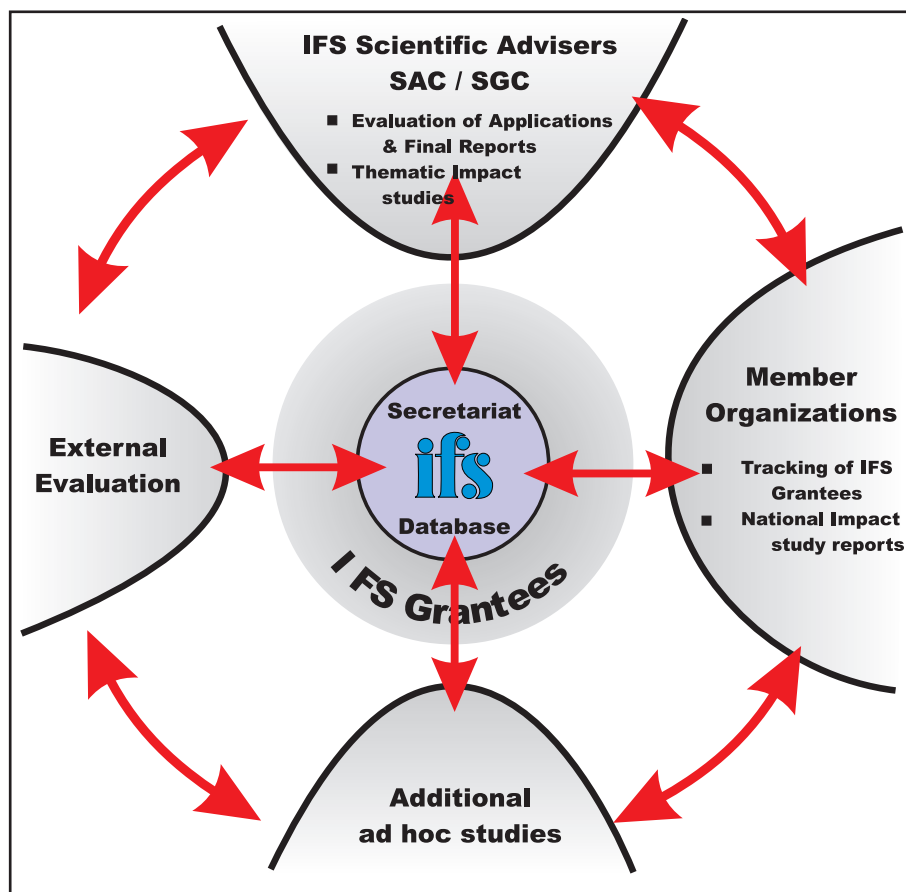 IFS Scientific Advisers
SAC / SGC
■ Evaluation of Applications
& Final Reports
■ Thematic Impact
studies
External
Evaluation
Secretariat
ifs
Database
IFS Grantees
Member
Organizations
■ Tracking of IFS
Grantees
■ National Impact
study reports
Additional
ad hoc studies